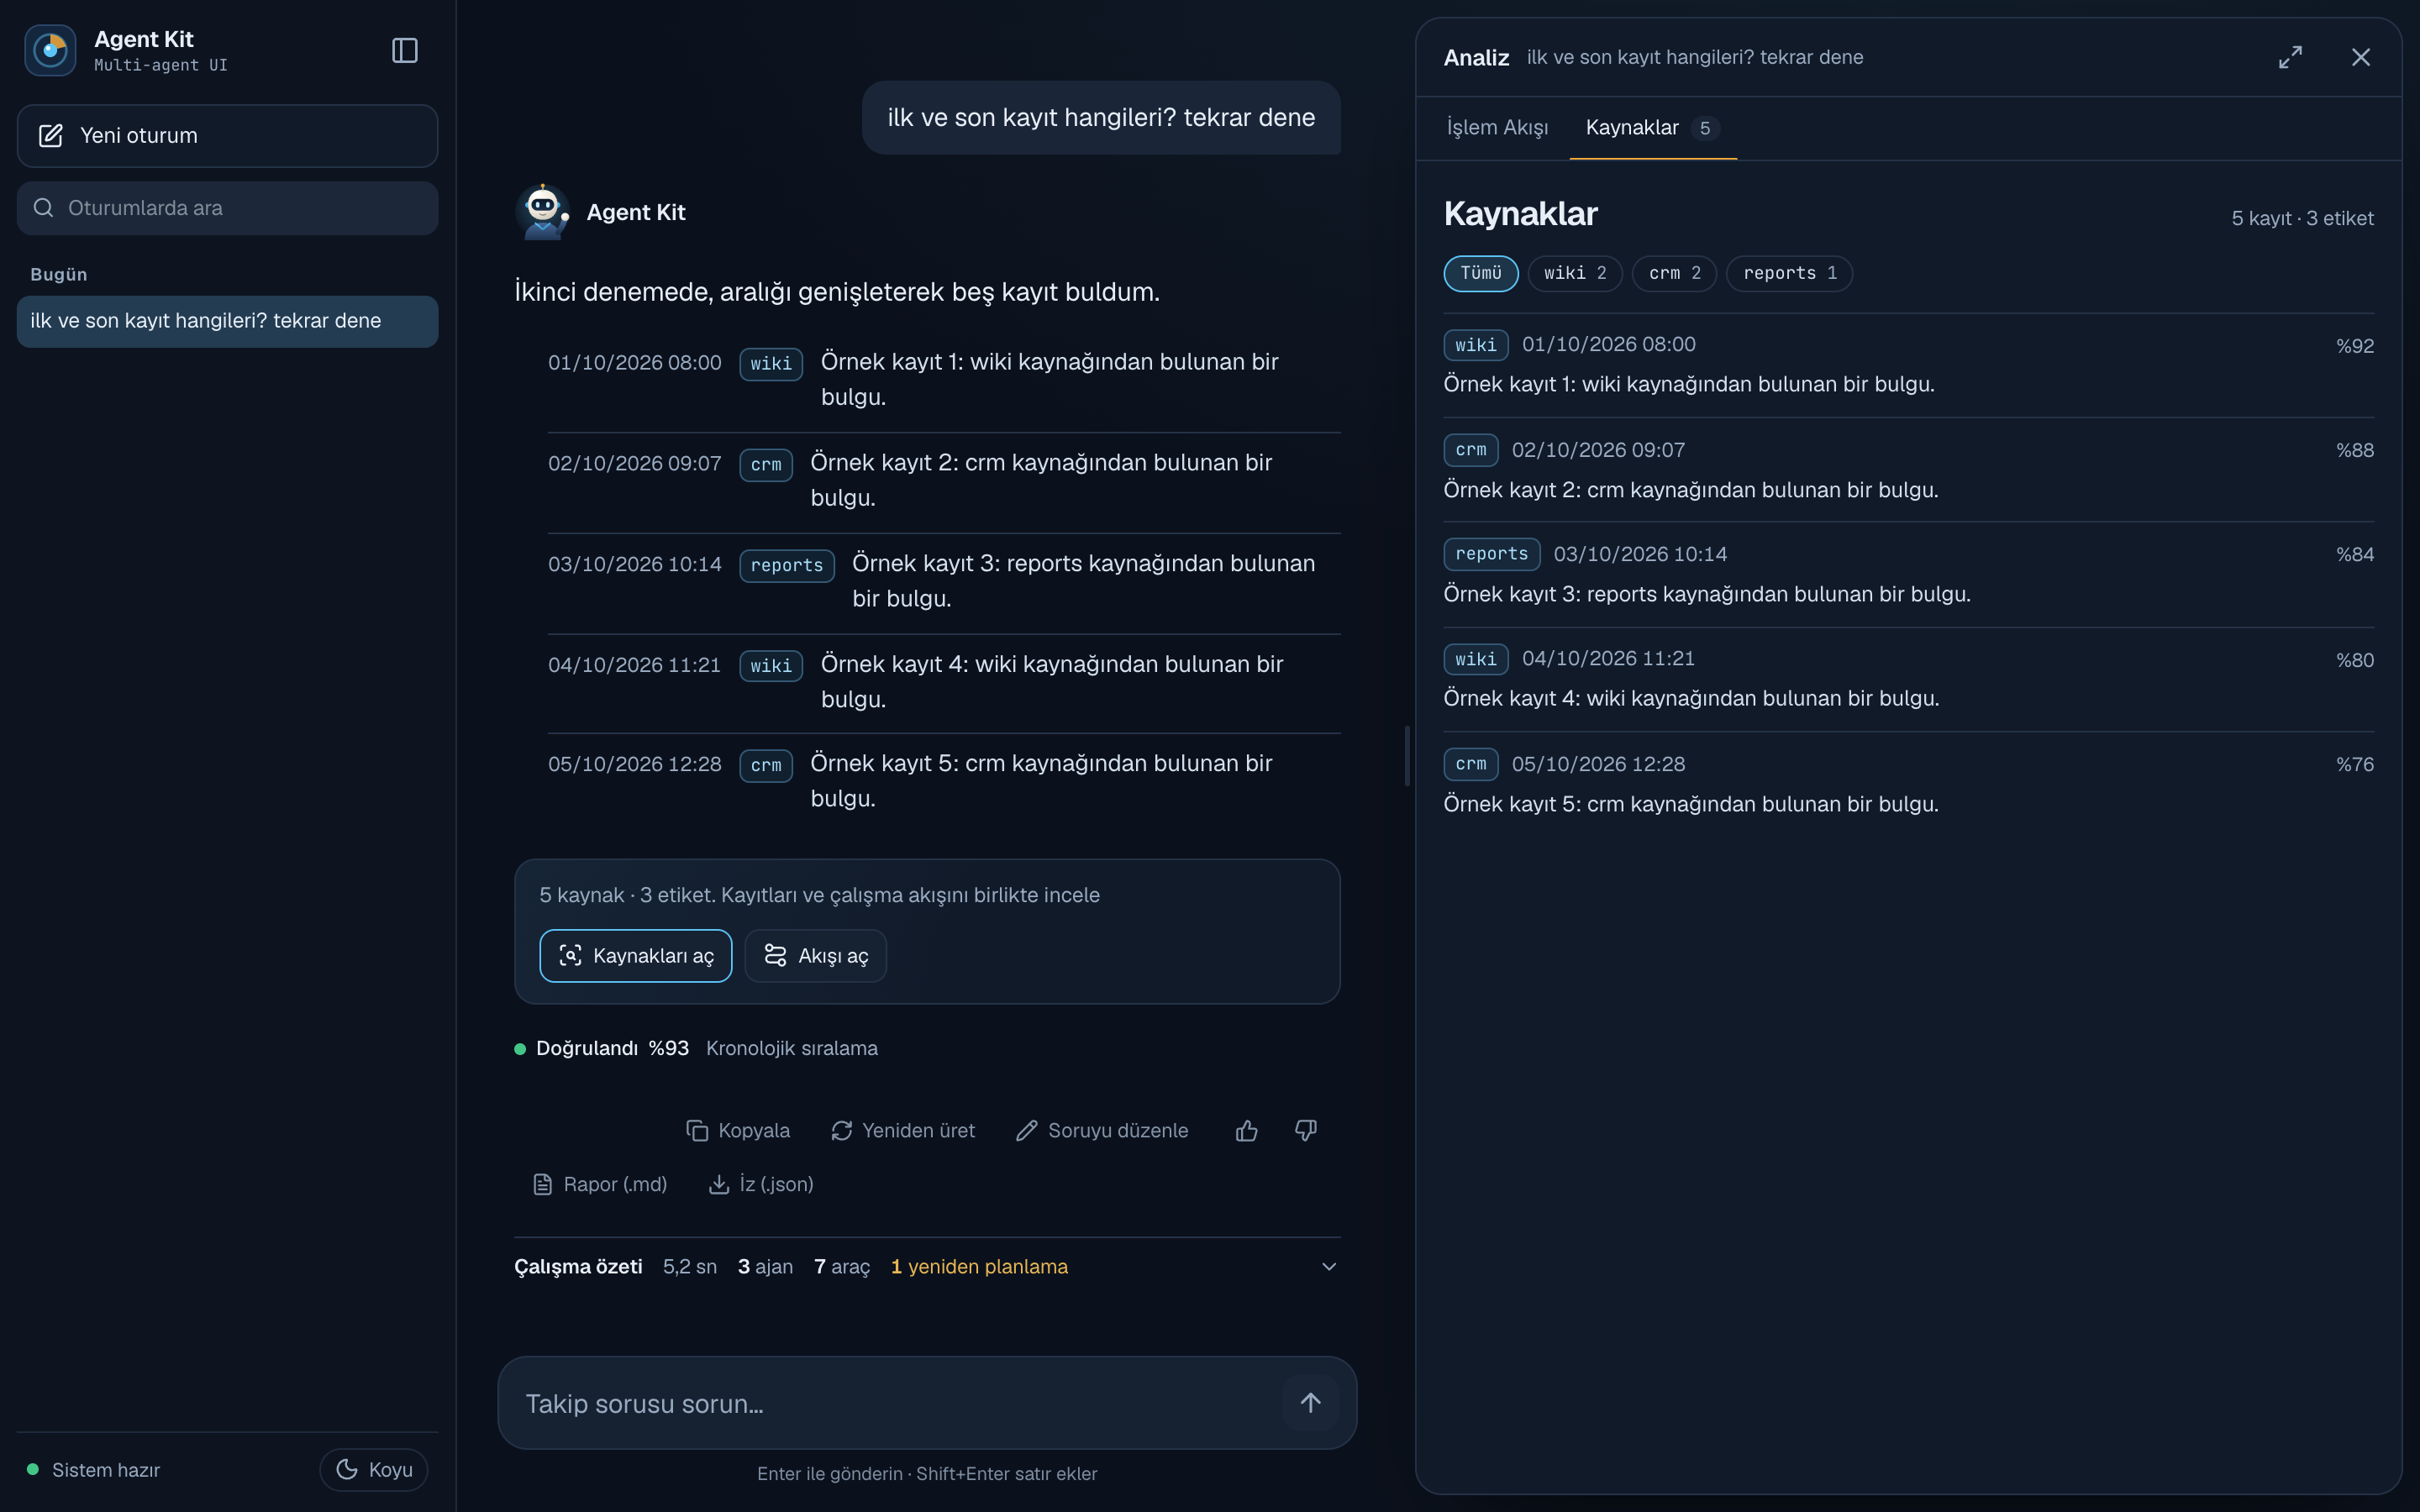 Agent Kit
Multi-agent UI
Yeni oturum
Oturumlarda ara
Bugün
ilk ve son kayıt hangileri? tekrar dene
Sistem hazır
Koyu
ilk ve son kayıt hangileri? tekrar dene
Agent Kit
İkinci denemede, aralığı genişleterek beş kayıt buldum.
01/10/2026 08:00 wiki Örnek kayıt 1: wiki kaynağından bulunan bir
bulgu.
02/10/2026 09:07 crm Örnek kayıt 2: crm kaynağından bulunan bir
bulgu.
03/10/2026 10:14 reports Örnek kayıt 3: reports kaynağından bulunan
bir bulgu.
04/10/2026 11:21 wiki Örnek kayıt 4: wiki kaynağından bulunan bir
bulgu.
05/10/2026 12:28 crm Örnek kayıt 5: crm kaynağından bulunan bir
bulgu.
5 kaynak · 3 etiket. Kayıtları ve çalışma akışını birlikte incele
Kaynakları aç Akışı aç
Doğrulandı %93 Kronolojik sıralama
Kopyala Yeniden üret Soruyu düzenle
Rapor (.md) İz (.json)
Çalışma özeti 5,2 sn 3 ajan 7 araç 1 yeniden planlama
Takip sorusu sorun…
Enter ile gönderin · Shift+Enter satır ekler
Analiz ilk ve son kayıt hangileri? tekrar dene
İşlem Akışı Kaynaklar 5
Kaynaklar 5 kayıt · 3 etiket
Tümü wiki 2 crm 2 reports 1
wiki 01/10/2026 08:00 %92
Örnek kayıt 1: wiki kaynağından bulunan bir bulgu.
crm 02/10/2026 09:07 %88
Örnek kayıt 2: crm kaynağından bulunan bir bulgu.
reports 03/10/2026 10:14 %84
Örnek kayıt 3: reports kaynağından bulunan bir bulgu.
wiki 04/10/2026 11:21 %80
Örnek kayıt 4: wiki kaynağından bulunan bir bulgu.
crm 05/10/2026 12:28 %76
Örnek kayıt 5: crm kaynağından bulunan bir bulgu.